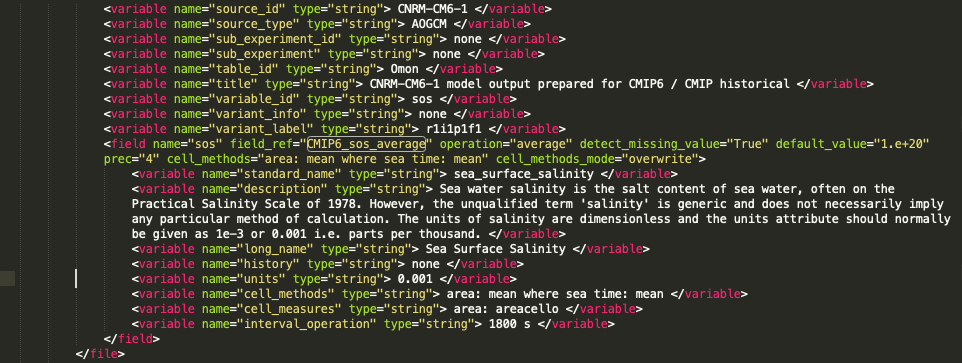 <variable name="source_id" type="string"> CNRM-CM6-1 </variable>
<variable name="source_type" type="string"> AOGCM </variable>
<variable name="sub_experiment_id" type="string"> none </variable>
<variable name="sub_experiment" type="string"> none </variable>
<variable name="table_id" type="string"> Omon </variable>
<variable name="title" type="string"> CNRM-CM6-1 model output prepared for CMIP6 / CMIP historical </variable>
<variable name="variable_id" type="string"> sos </variable>
<variable name="variant_info" type="string"> none </variable>
<variable name="variant_label" type="string"> r1i1p1f1 </variable>
<field name="sos" field_ref="CMIP6_sos_average" operation="average" detect_missing_value="True" default_value="1.e+20"
prec="4" cell_methods="area: mean where sea time: mean" cell_methods_mode="overwrite">
<variable name="standard_name" type="string"> sea_surface_salinity </variable>
<variable name="description" type="string"> Sea water salinity is the salt content of sea water, often on the
Practical Salinity Scale of 1978. However, the unqualified term 'salinity' is generic and does not necessarily imply
any particular method of calculation. The units of salinity are dimensionless and the units attribute should normally
be given as 1e-3 or 0.001 i.e. parts per thousand. </variable>
<variable name="long_name" type="string"> Sea Surface Salinity </variable>
<variable name="history" type="string"> none </variable>
<variable name="units" type="string"> 0.001 </variable>
<variable name="cell_methods" type="string"> area: mean where sea time: mean </variable>
<variable name="cell_measures" type="string"> area: areacello </variable>
<variable name="interval_operation" type="string"> 1800 s </variable>
</field>
</file>